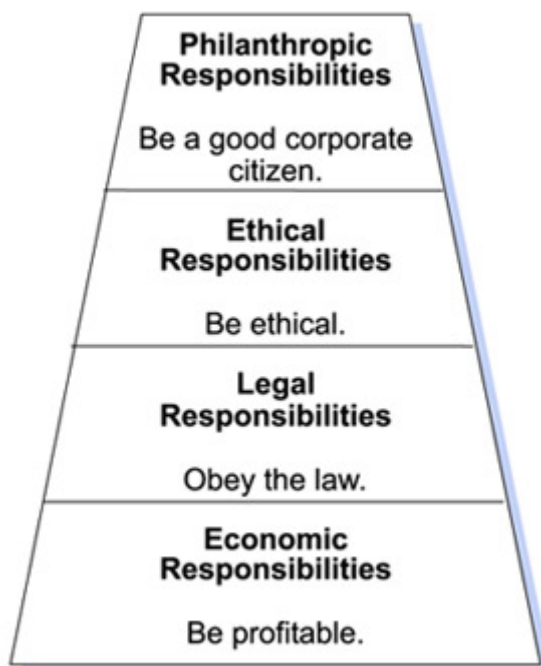 Philanthropic
Responsibilities
Be a good corporate
citizen.
Ethical
Responsibilities
Be ethical.
Legal
Responsibilities
Obey the law.
Economic
Responsibilities
Be profitable.